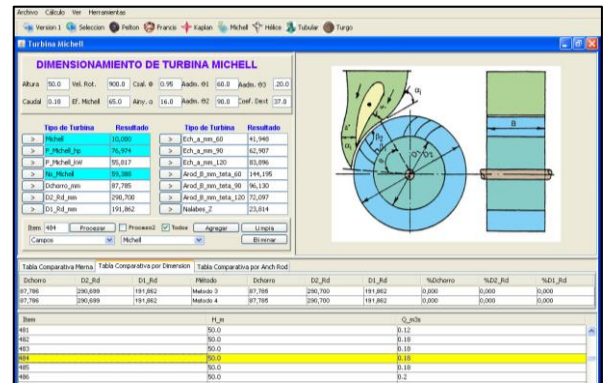 Archivo Cálculo Ver Herramientas
Version 1 Seleccion Pelton Francis Kaplan Michel Hélice Tubular Turgo
Turbina Michell
DIMENSIONAMIENTO DE TURBINA MICHELL
Altura 50.0 Vel. Rot. 900.0 Csal. θ 0.95 Aadm. θ1 60.0 Aadm. θ3 20.0
Caudal 0.18 Ef. Michell 65.0 Ainy. α 16.0 Aadm. θ2 90.0 Coef. Dest 37.0
Tipo de Turbina Resultado Tipo de Turbina Resultado
> Michell 10,000 > Ech_a_mm_60 41,940
> P_Michell_hp 76,974 > Ech_a_mm_90 62,907
> P_Michell_kW 55,817 > Ech_a_mm_120 83,896
> Ns_Michel 59,388 > Arod_B_mm_teta_60 144,195
> Dchorro_mm 87,785 > Arod_B_mm_teta_90 96,130
> D2_Rd_mm 290,700 > Arod_B_mm_teta_120 72,097
> D1_Rd_mm 191,862 > Nalabes_Z 23,814
Item 484 Procesar Proceso2 Todos Agregar Limpia
Campos Michell Eliminar
B
Tabla Comparativa Merma Tabla Comparativa por Dimension Tabla Comparativa por Anch Rod
Dchorro D2_Rd D1_Rd Método Dchorro D2_Rd D1_Rd %Dchorro %D2_Rd %D1_Rd
87,786 290,699 191,862 Metodo 3 87,785 290,700 191,862 0,000 0,000 0,000
87,786 290,699 191,862 Metodo 4 87,785 290,700 191,862 0,000 0,000 0,000
Item H_m Q_m3s
481 50.0 0.12
482 50.0 0.18
483 50.0 0.18
484 50.0 0.18
485 50.0 0.18
486 50.0 0.2